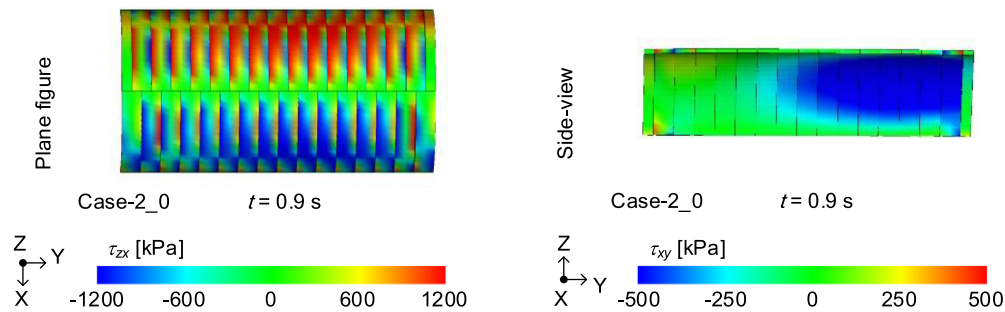 Plane figure
Case-2_0 t = 0.9 s
Z
Y
X
τzx [kPa]
-1200 -600 0 600 1200
Side-view
Case-2_0 t = 0.9 s
Z
Y
X
τxy [kPa]
-500 -250 0 250 500